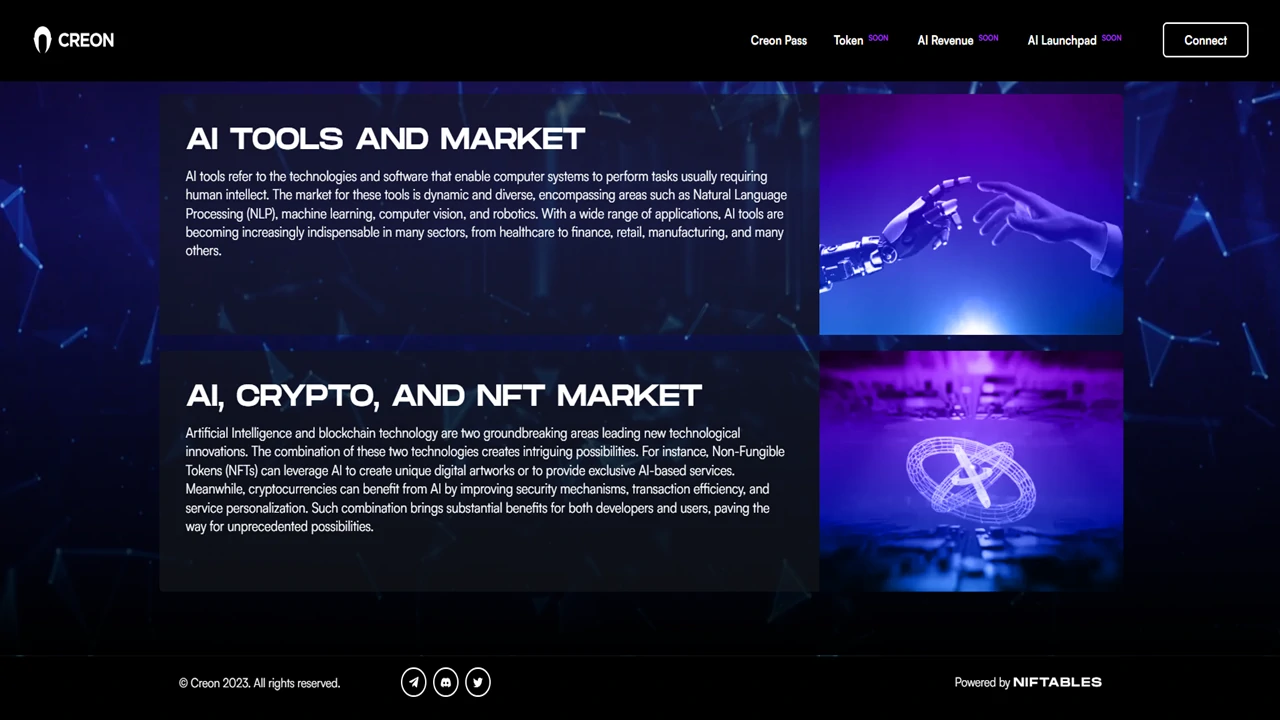 CREON
Creon Pass
Token SOON
AI Revenue SOON
AI Launchpad SOON
Connect
AI TOOLS AND MARKET
AI tools refer to the technologies and software that enable computer systems to perform tasks usually requiring
human intellect. The market for these tools is dynamic and diverse, encompassing areas such as Natural Language
Processing (NLP), machine learning, computer vision, and robotics. With a wide range of applications, AI tools are
becoming increasingly indispensable in many sectors, from healthcare to finance, retail, manufacturing, and many
others.
AI, CRYPTO, AND NFT MARKET
Artificial Intelligence and blockchain technology are two groundbreaking areas leading new technological
innovations. The combination of these two technologies creates intriguing possibilities. For instance, Non-Fungible
Tokens (NFTs) can leverage AI to create unique digital artworks or to provide exclusive AI-based services.
Meanwhile, cryptocurrencies can benefit from AI by improving security mechanisms, transaction efficiency, and
service personalization. Such combination brings substantial benefits for both developers and users, paving the
way for unprecedented possibilities.
© Creon 2023. All rights reserved.
Powered by NIFTABLES